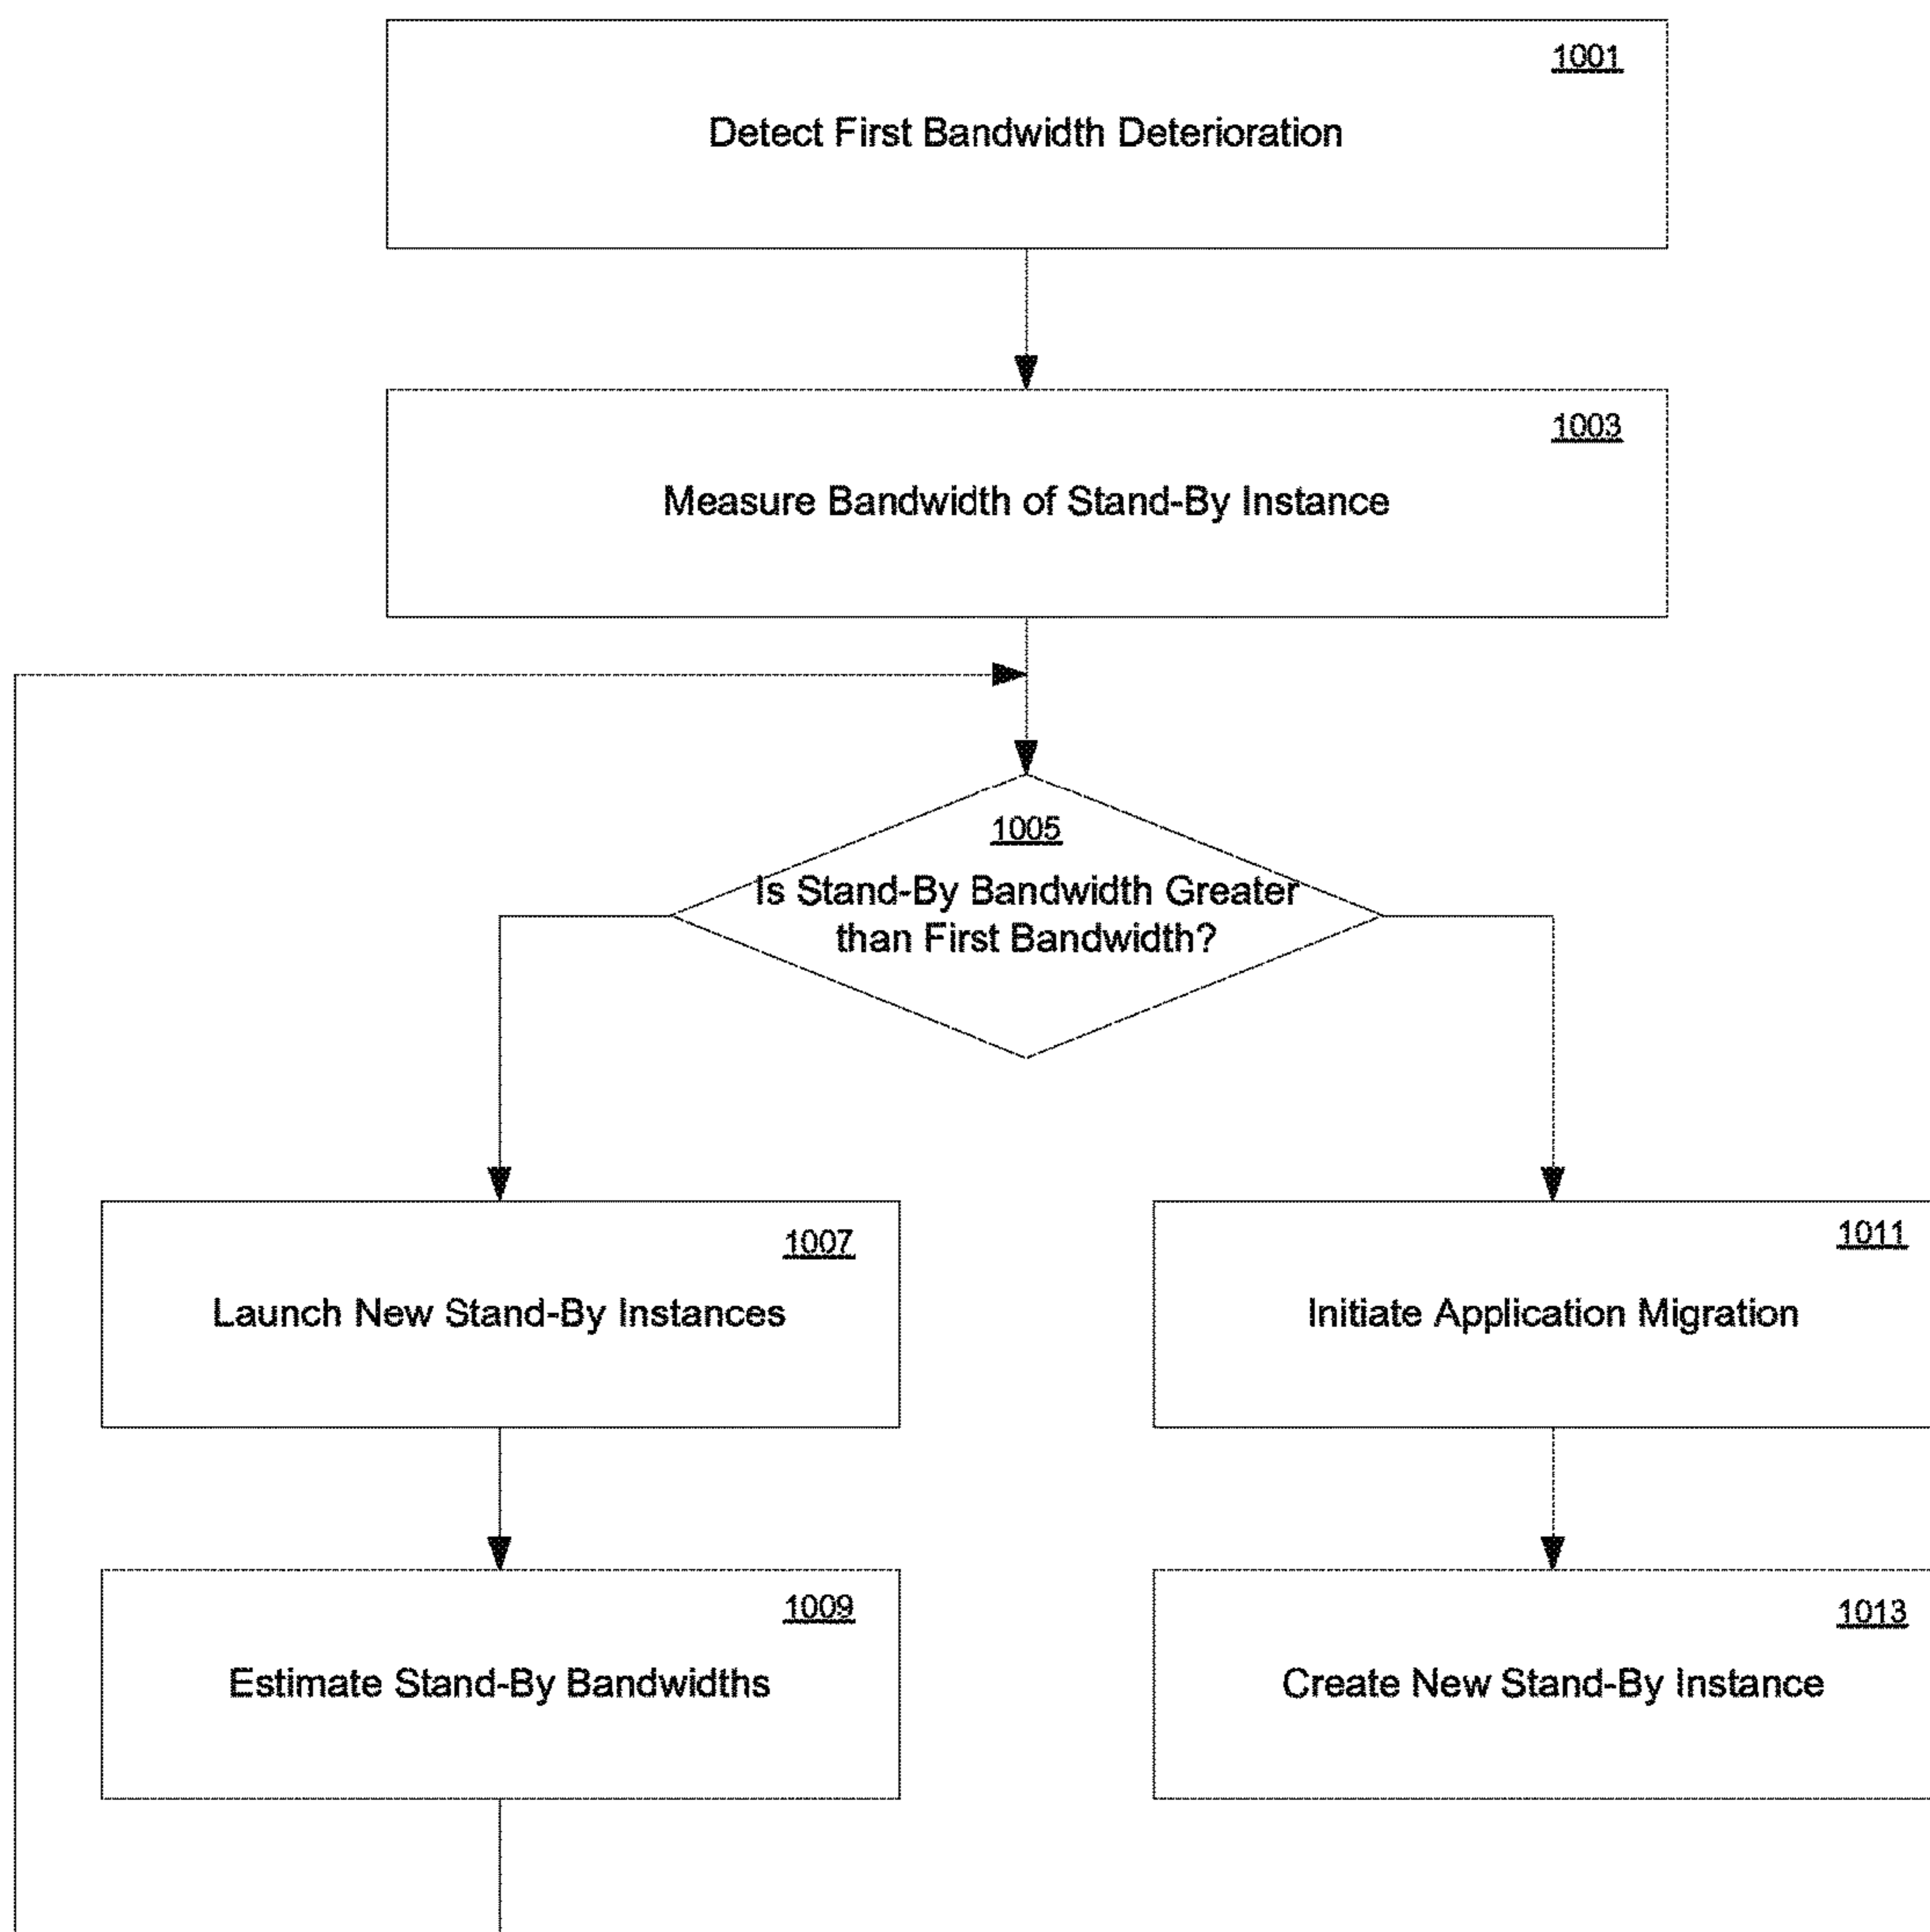 1001
Detect First Bandwidth Deterioration
1003
Measure Bandwidth of Stand-By Instance
1005
Is Stand-By Bandwidth Greater
than First Bandwidth?
1007
Launch New Stand-By Instances
1011
Initiate Application Migration
1009
Estimate Stand-By Bandwidths
1013
Create New Stand-By Instance